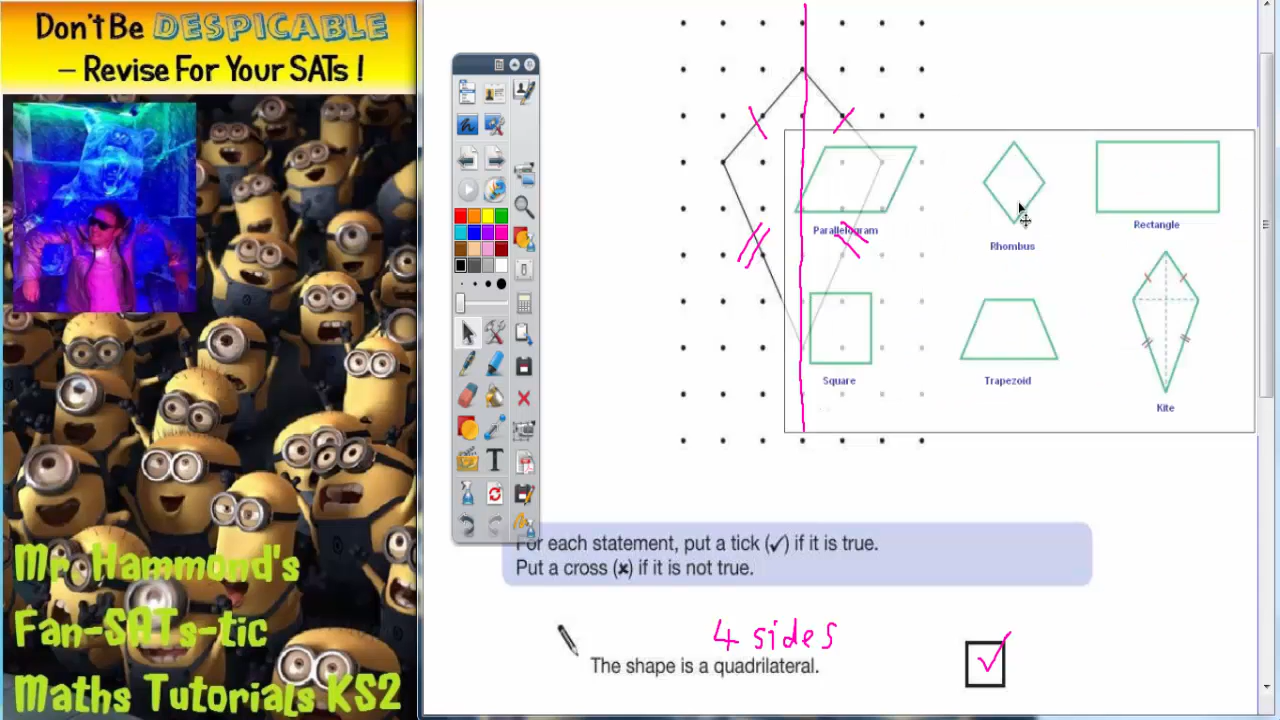 Don't Be DESPICABLE
– Revise For Your SATs !
Parallelogram
Rhombus
Rectangle
Square
Trapezoid
Kite
For each statement, put a tick (✓) if it is true.
Put a cross (✘) if it is not true.
4 sides
The shape is a quadrilateral.
✓
Mr Hammond's
Fan-SATs-tic
Maths Tutorials KS2